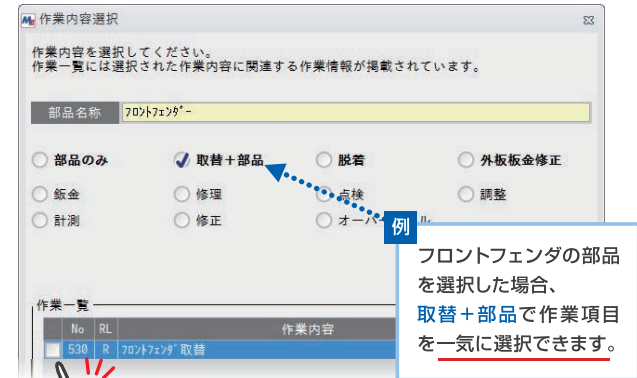 作業内容選択
作業内容を選択してください。
作業一覧には選択された作業内容に関連する作業情報が掲載されています。
部品名称 ﾌﾛﾝﾄﾌｪﾝﾀﾞｰ
部品のみ 取替＋部品 脱着 外板板金修正
鈑金 修理 点検 調整
計測 修正 オーバーホール
例
フロントフェンダの部品
を選択した場合、
取替＋部品で作業項目
を一気に選択できます。
作業一覧
No RL 作業内容
530 R ﾌﾛﾝﾄﾌｪﾝﾀﾞ取替